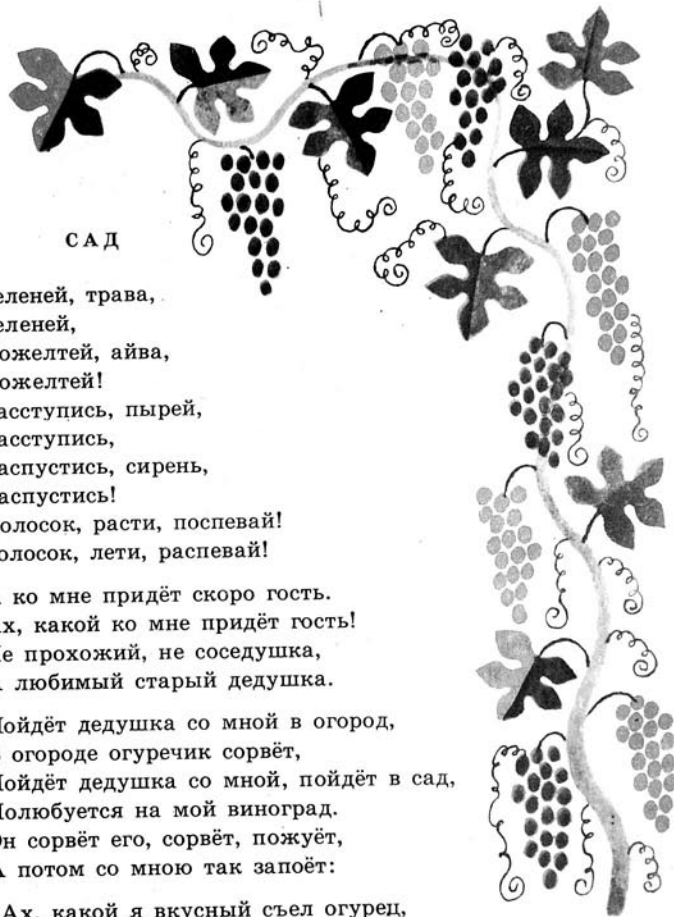 САД
еленей, трава,
еленей,
ожелтей, айва,
ожелтей!
асступись, пырей,
асступись,
аспустись, сирень,
аспустись!
олосок, расти, поспевай!
олосок, лети, распевай!
ко мне придёт скоро гость.
х, какой ко мне придёт гость!
е прохожий, не соседушка,
А любимый старый дедушка.
ойдёт дедушка со мной в огород,
огороде огуречик сорвёт,
ойдёт дедушка со мной, пойдёт в сад,
олюбуется на мой виноград.
н сорвёт его, сорвёт, пожуёт,
А потом со мною так запоёт:
Ах, какой я вкусный съел огурец,